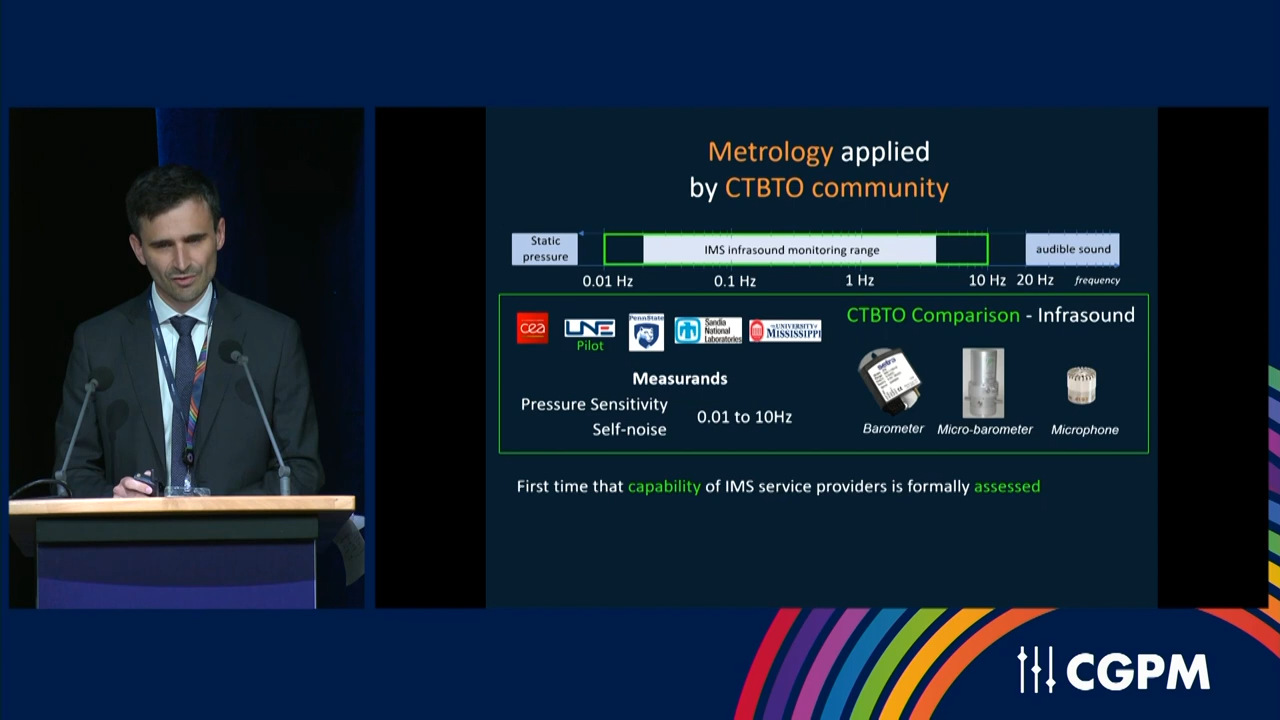 Metrology applied
by CTBTO community
Static
pressure
IMS infrasound monitoring range
audible sound
0.01 Hz
0.1 Hz
1 Hz
10 Hz
20 Hz
frequency
CTBTO Comparison - Infrasound
cea
LNE
Pilot
PennState
Sandia
National
Laboratories
THE UNIVERSITY of
MISSISSIPPI
Measurands
Pressure Sensitivity
Self-noise
0.01 to 10Hz
setra
Barometer
Micro-barometer
Microphone
First time that capability of IMS service providers is formally assessed
CGPM